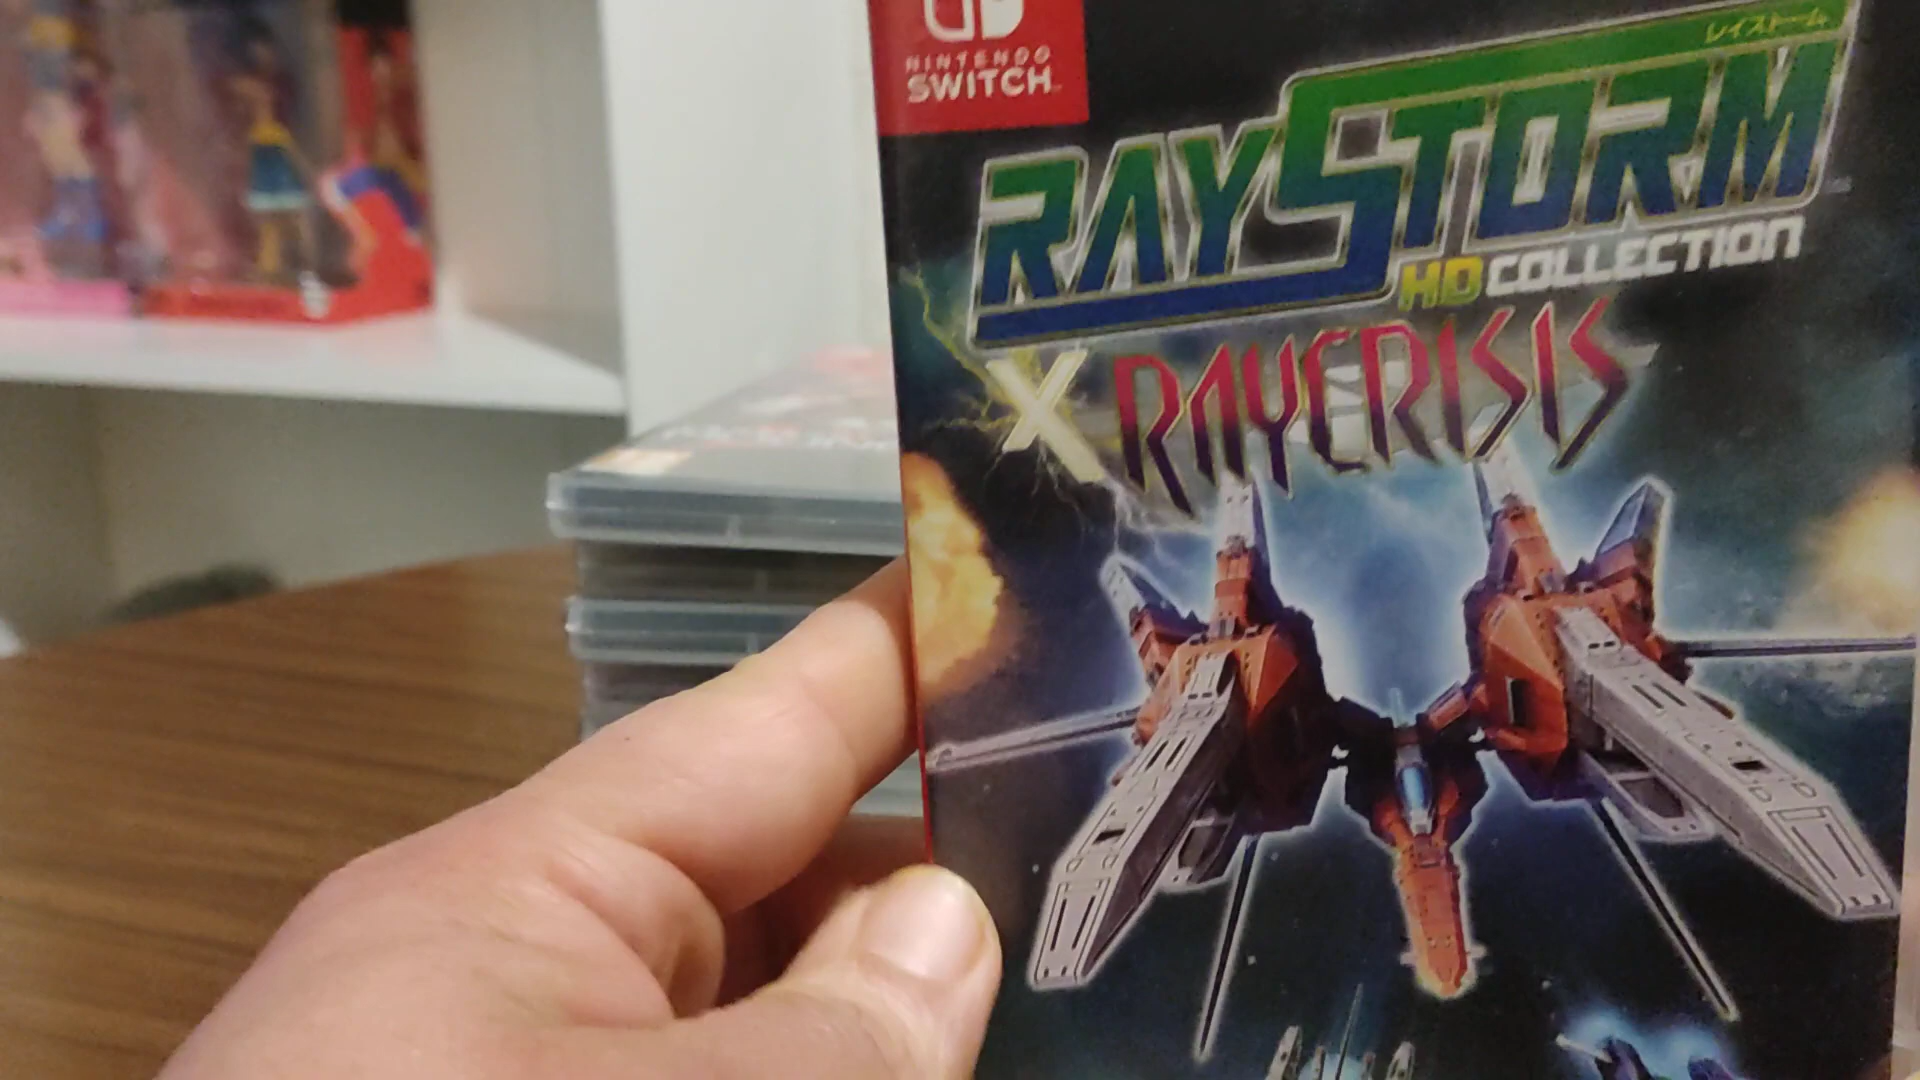 NINTENDO
SWITCH
レイストーム
RAYSTORM
HD COLLECTION
X RAYCRISIS